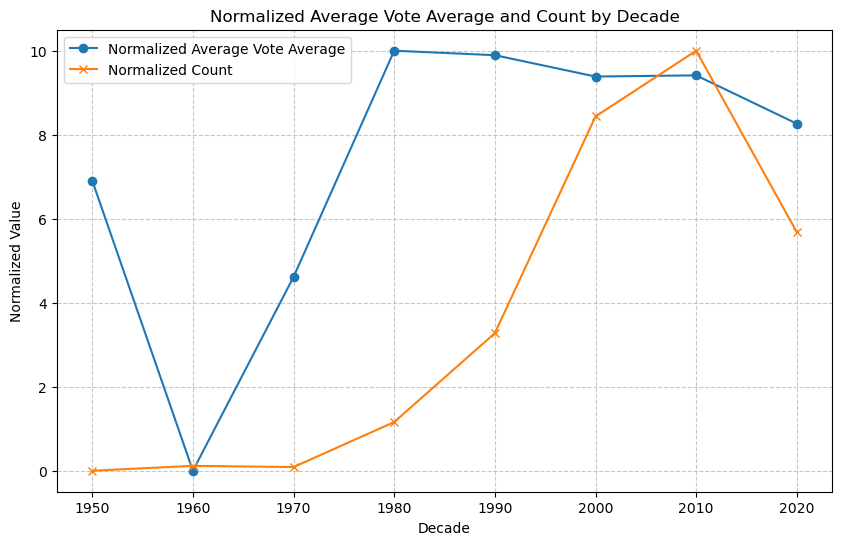 Normalized Average Vote Average and Count by Decade
Normalized Average Vote Average
Normalized Count
Normalized Value
10
8
6
4
2
0
1950 1960 1970 1980 1990 2000 2010 2020
Decade